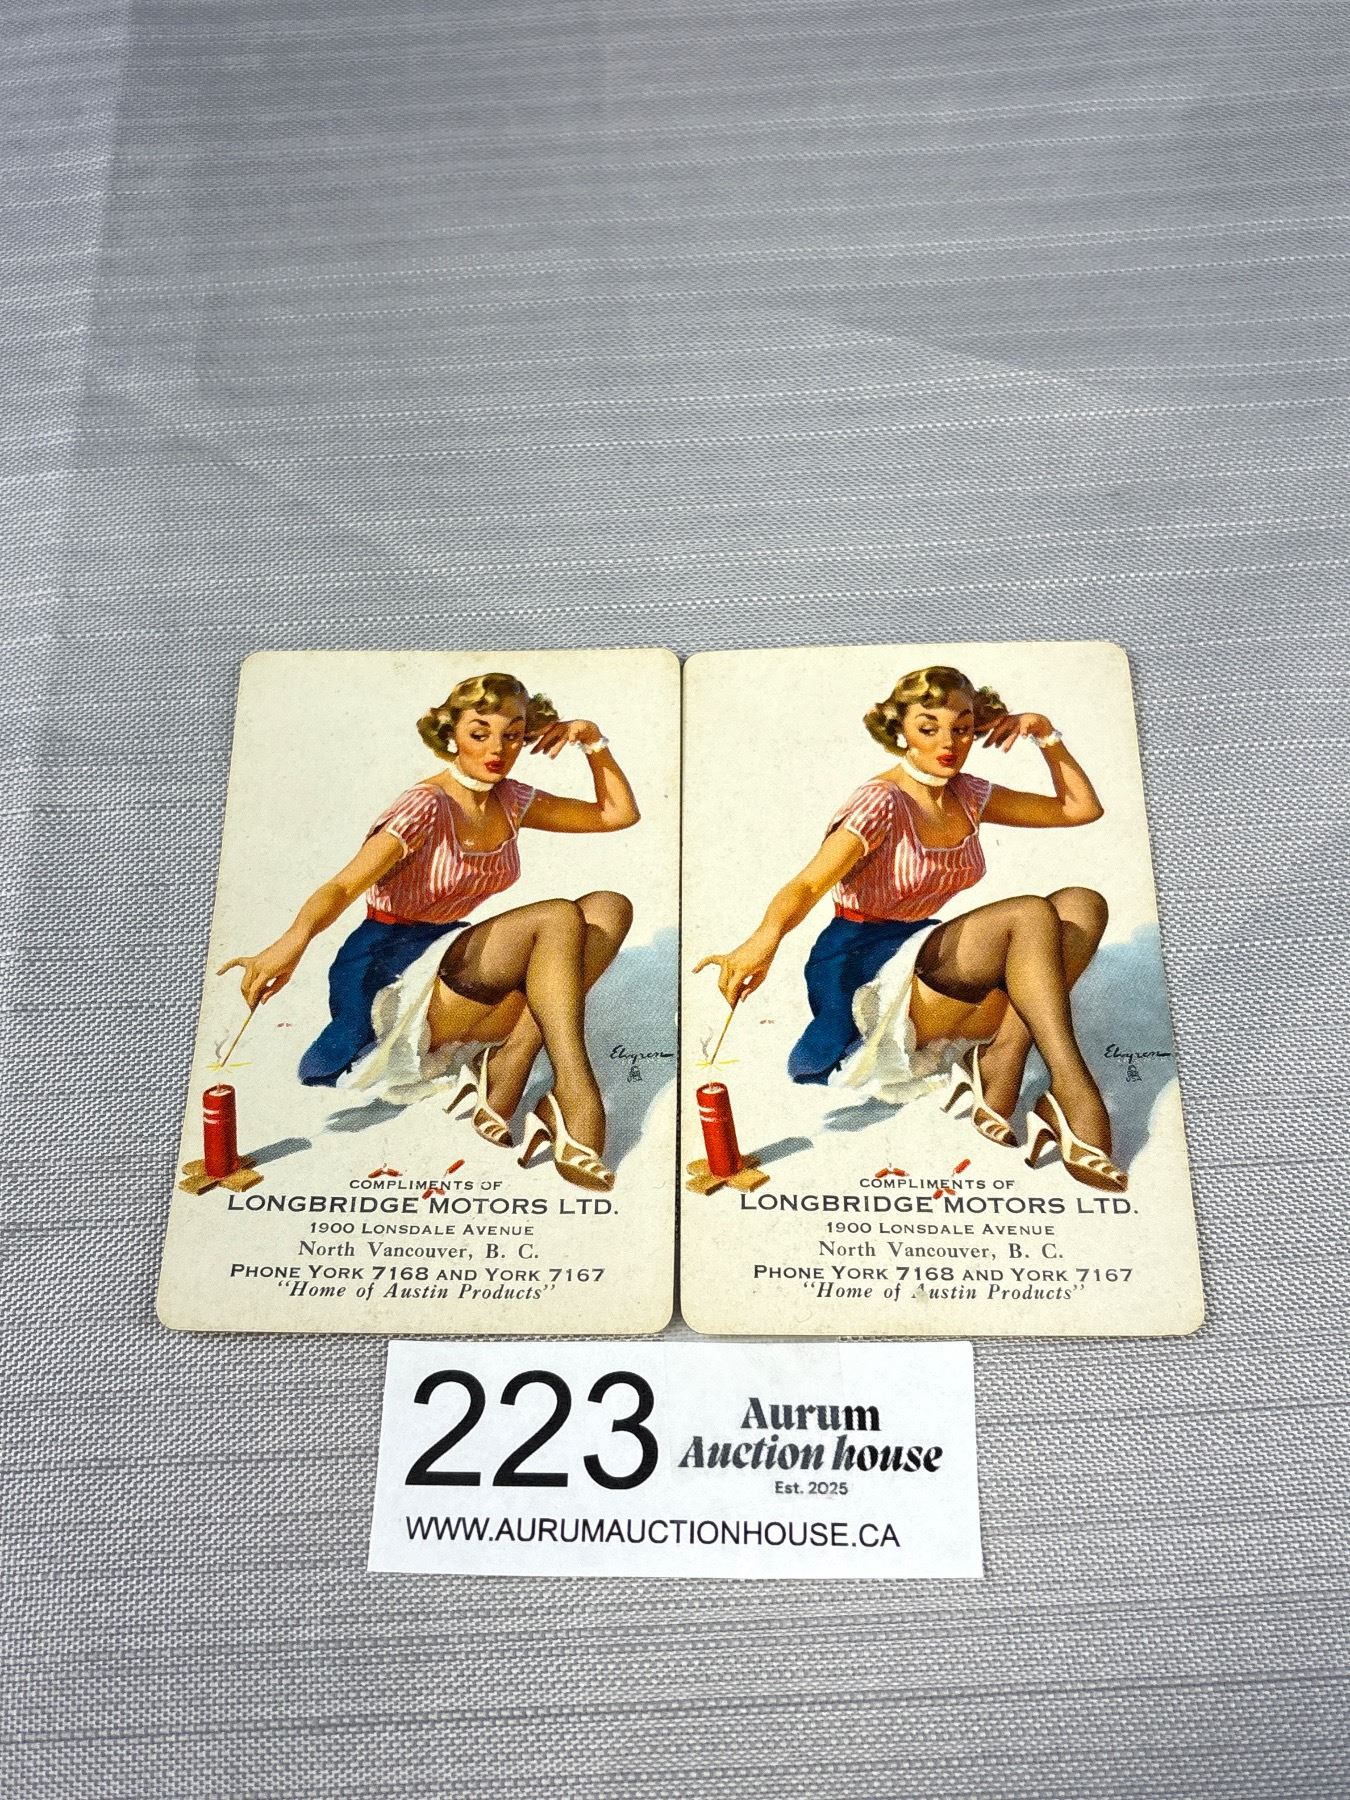 Elvgren
Elvgren
COMPLIMENTS OF
LONGBRIDGE MOTORS LTD.
1900 LONSDALE AVENUE
North Vancouver, B. C.
PHONE YORK 7168 AND YORK 7167
"Home of Austin Products"
COMPLIMENTS OF
LONGBRIDGE MOTORS LTD.
1900 LONSDALE AVENUE
North Vancouver, B. C.
PHONE YORK 7168 AND YORK 7167
"Home of Austin Products"
223
Aurum
Auction house
Est. 2025
WWW.AURUMAUCTIONHOUSE.CA